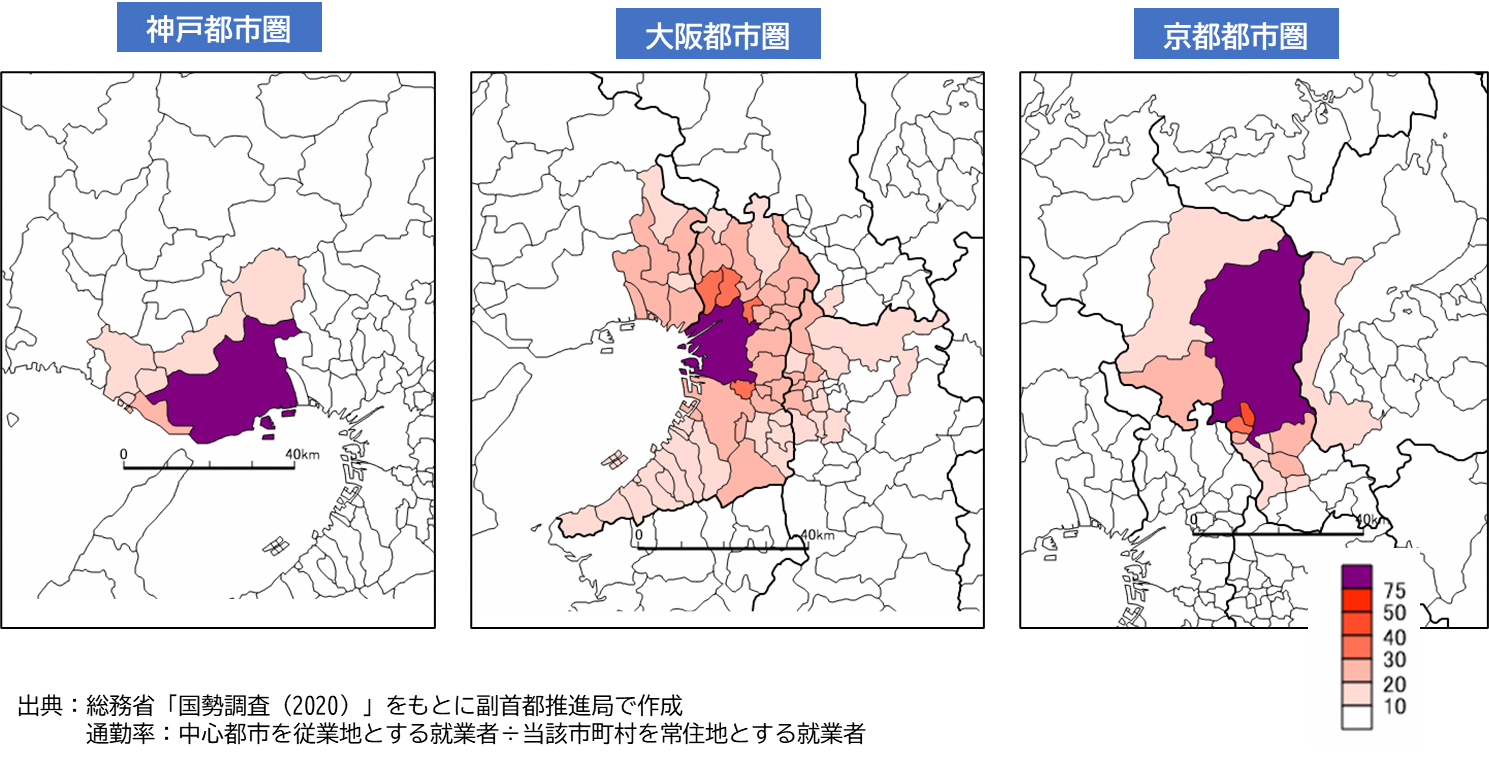 神戸都市圏
大阪都市圏
京都都市圏
0 40km
0 40km
0 40km
75
50
40
30
20
10
出典：総務省「国勢調査（2020）」をもとに副首都推進局で作成
通勤率：中心都市を従業地とする就業者÷当該市町村を常住地とする就業者